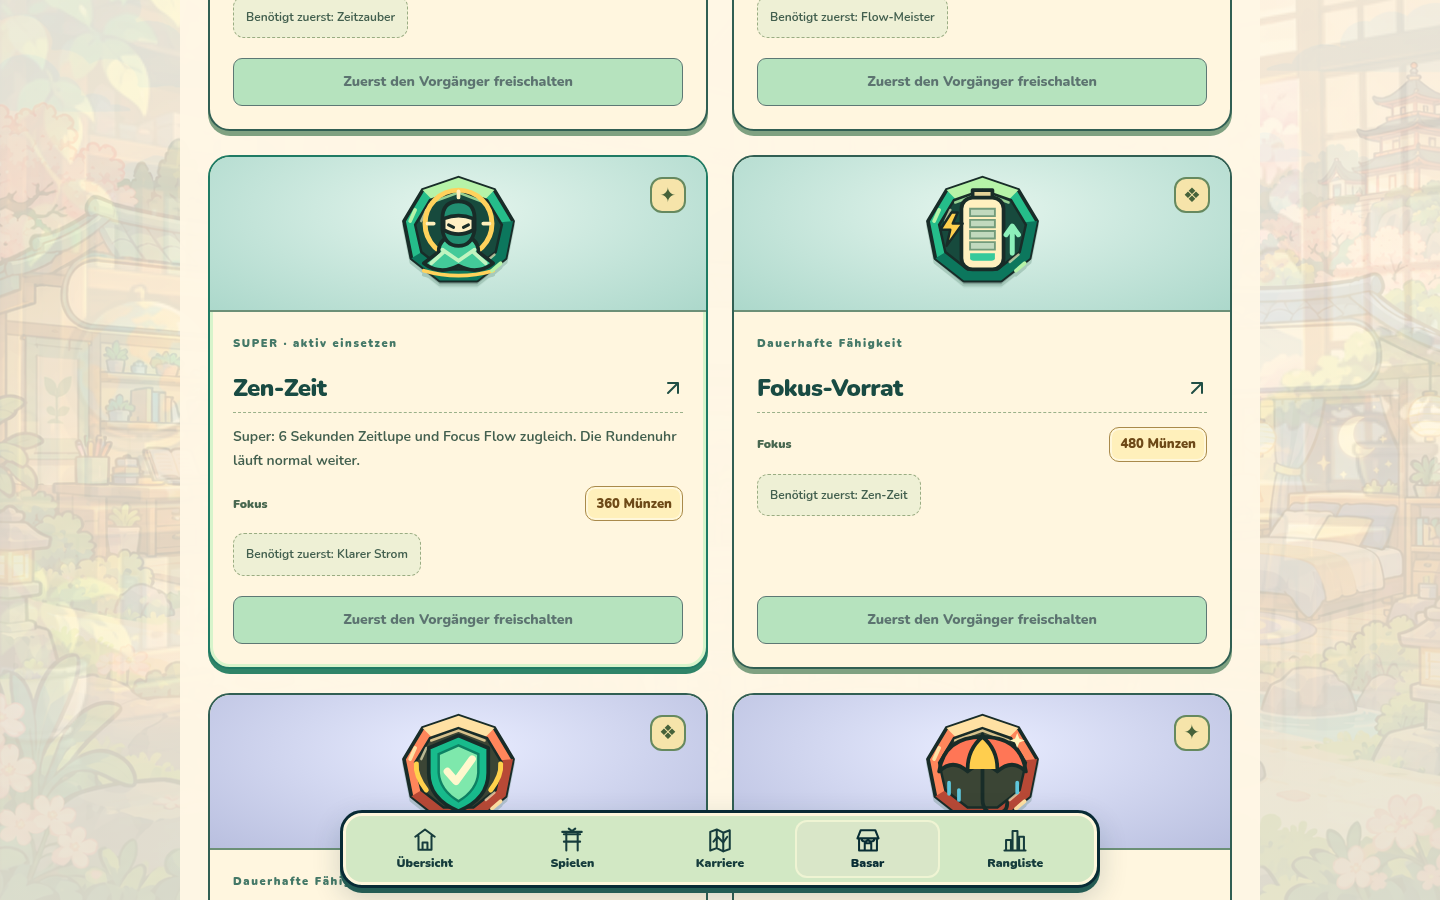 Benötigt zuerst: Zeitzauber
Benötigt zuerst: Flow-Meister
Zuerst den Vorgänger freischalten
Zuerst den Vorgänger freischalten
SUPER · aktiv einsetzen
Zen-Zeit
Super: 6 Sekunden Zeitlupe und Focus Flow zugleich. Die Rundenuhr
läuft normal weiter.
Fokus
360 Münzen
Benötigt zuerst: Klarer Strom
Zuerst den Vorgänger freischalten
Dauerhafte Fähigkeit
Fokus-Vorrat
Fokus
480 Münzen
Benötigt zuerst: Zen-Zeit
Zuerst den Vorgänger freischalten
Dauerhafte
Übersicht
Spielen
Karriere
Basar
Rangliste